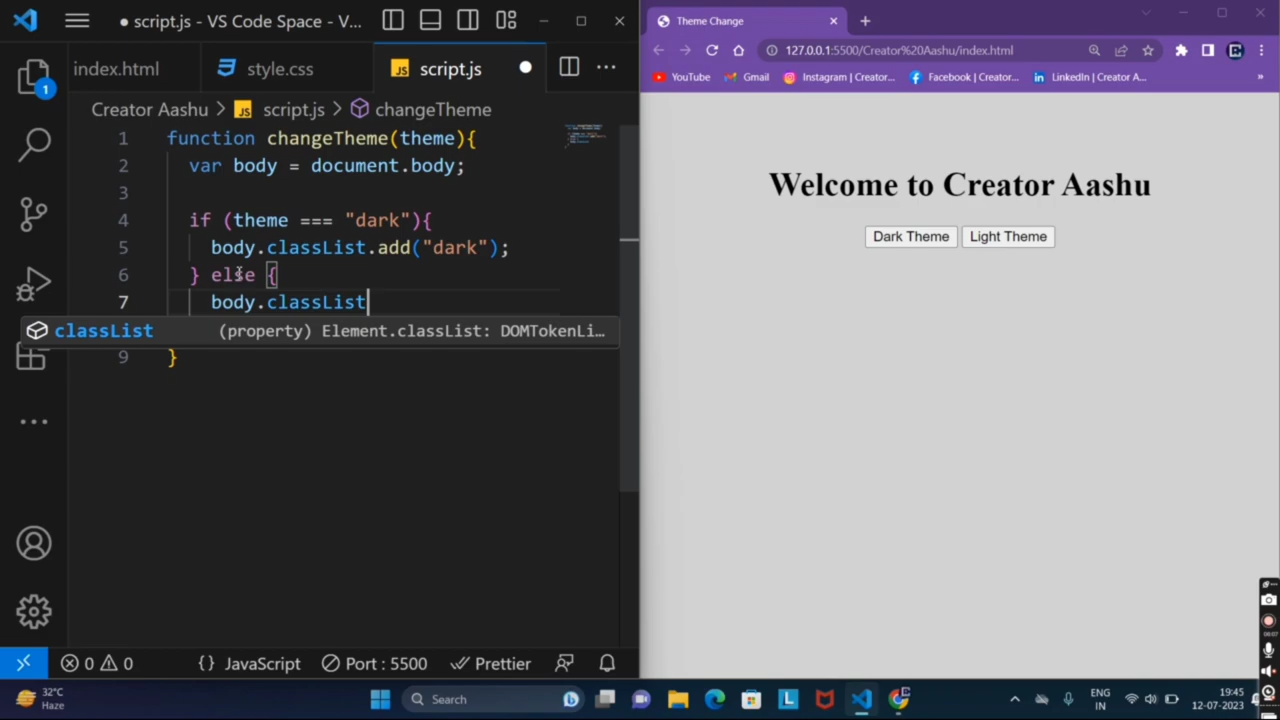 ● script.js - VS Code Space - V...
index.html
style.css
JS script.js
1
Creator Aashu > JS script.js > changeTheme
1 function changeTheme(theme){
2 var body = document.body;
3
4 if (theme === "dark"){
5 body.classList.add("dark");
6 } else {
7 body.classList
classList (property) Element.classList: DOMTokenLi...
9 }
0 0 {} JavaScript Port : 5500 Prettier
Theme Change
127.0.0.1:5500/Creator%20Aashu/index.html
YouTube Gmail Instagram | Creator... Facebook | Creator... LinkedIn | Creator A... »
Welcome to Creator Aashu
Dark Theme Light Theme
32°C
Haze
Search
ENG
IN
19:45
12-07-2023